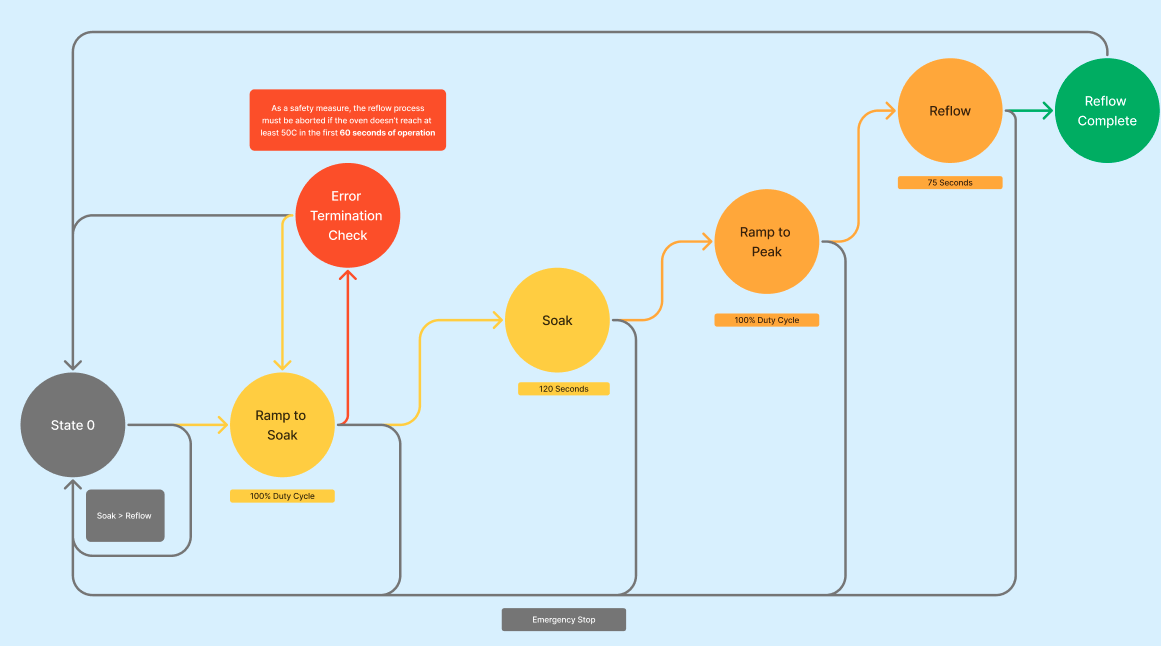 As a safety measure, the reflow process
must be aborted if the oven doesn't reach at
least 50C in the first 60 seconds of operation
Reflow
Reflow
Complete
75 Seconds
Error
Termination
Check
Ramp to
Peak
100% Duty Cycle
Soak
120 Seconds
State 0
Ramp to
Soak
100% Duty Cycle
Soak > Reflow
Emergency Stop